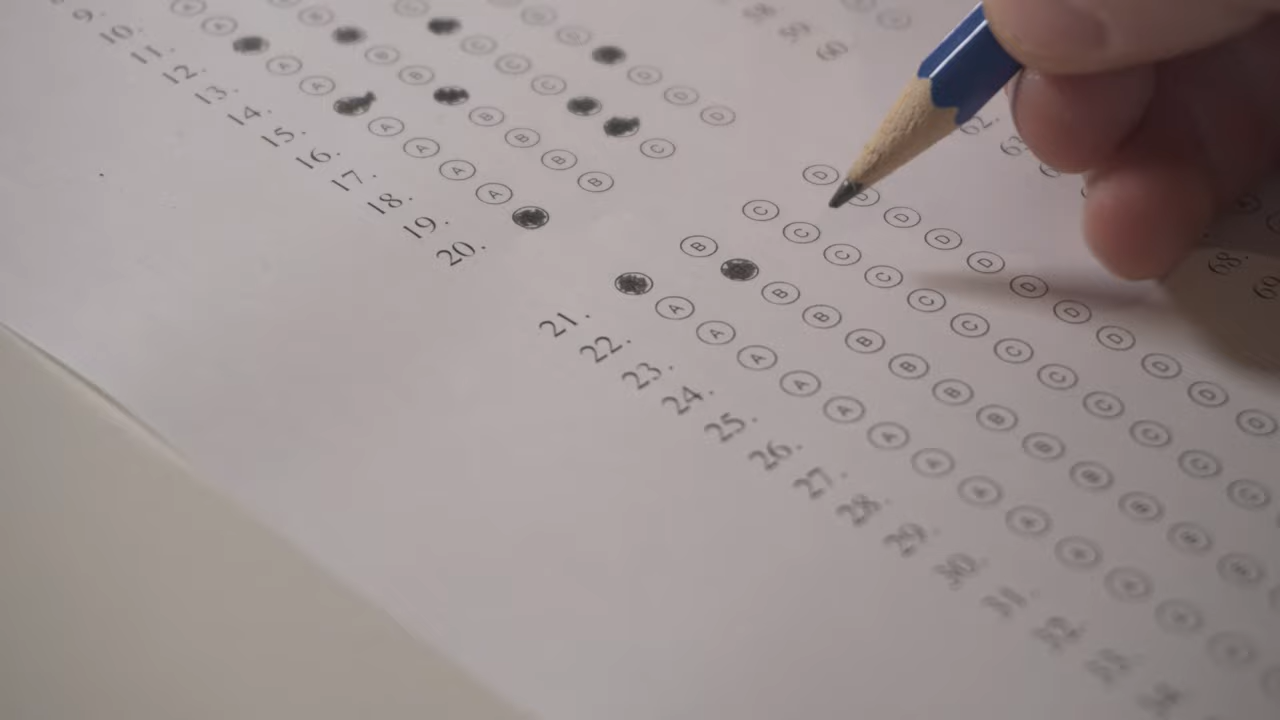 9.
10. A
11. A
12. B
13. A C
14. A B
15. B C D
16. A C D
17. A B C
18. A B D
19. A B D
20. B C D
21. B C D
22. A C D
23. A B C D
24. A B C D
25. A B C D
26. A B C D
27. A B C D
28. A B C D
29. A B C D
30. A B C D
31. A B C D
32. A B C
33. A B
34. A
58.
59.
60.
62.
63.
68.
69.